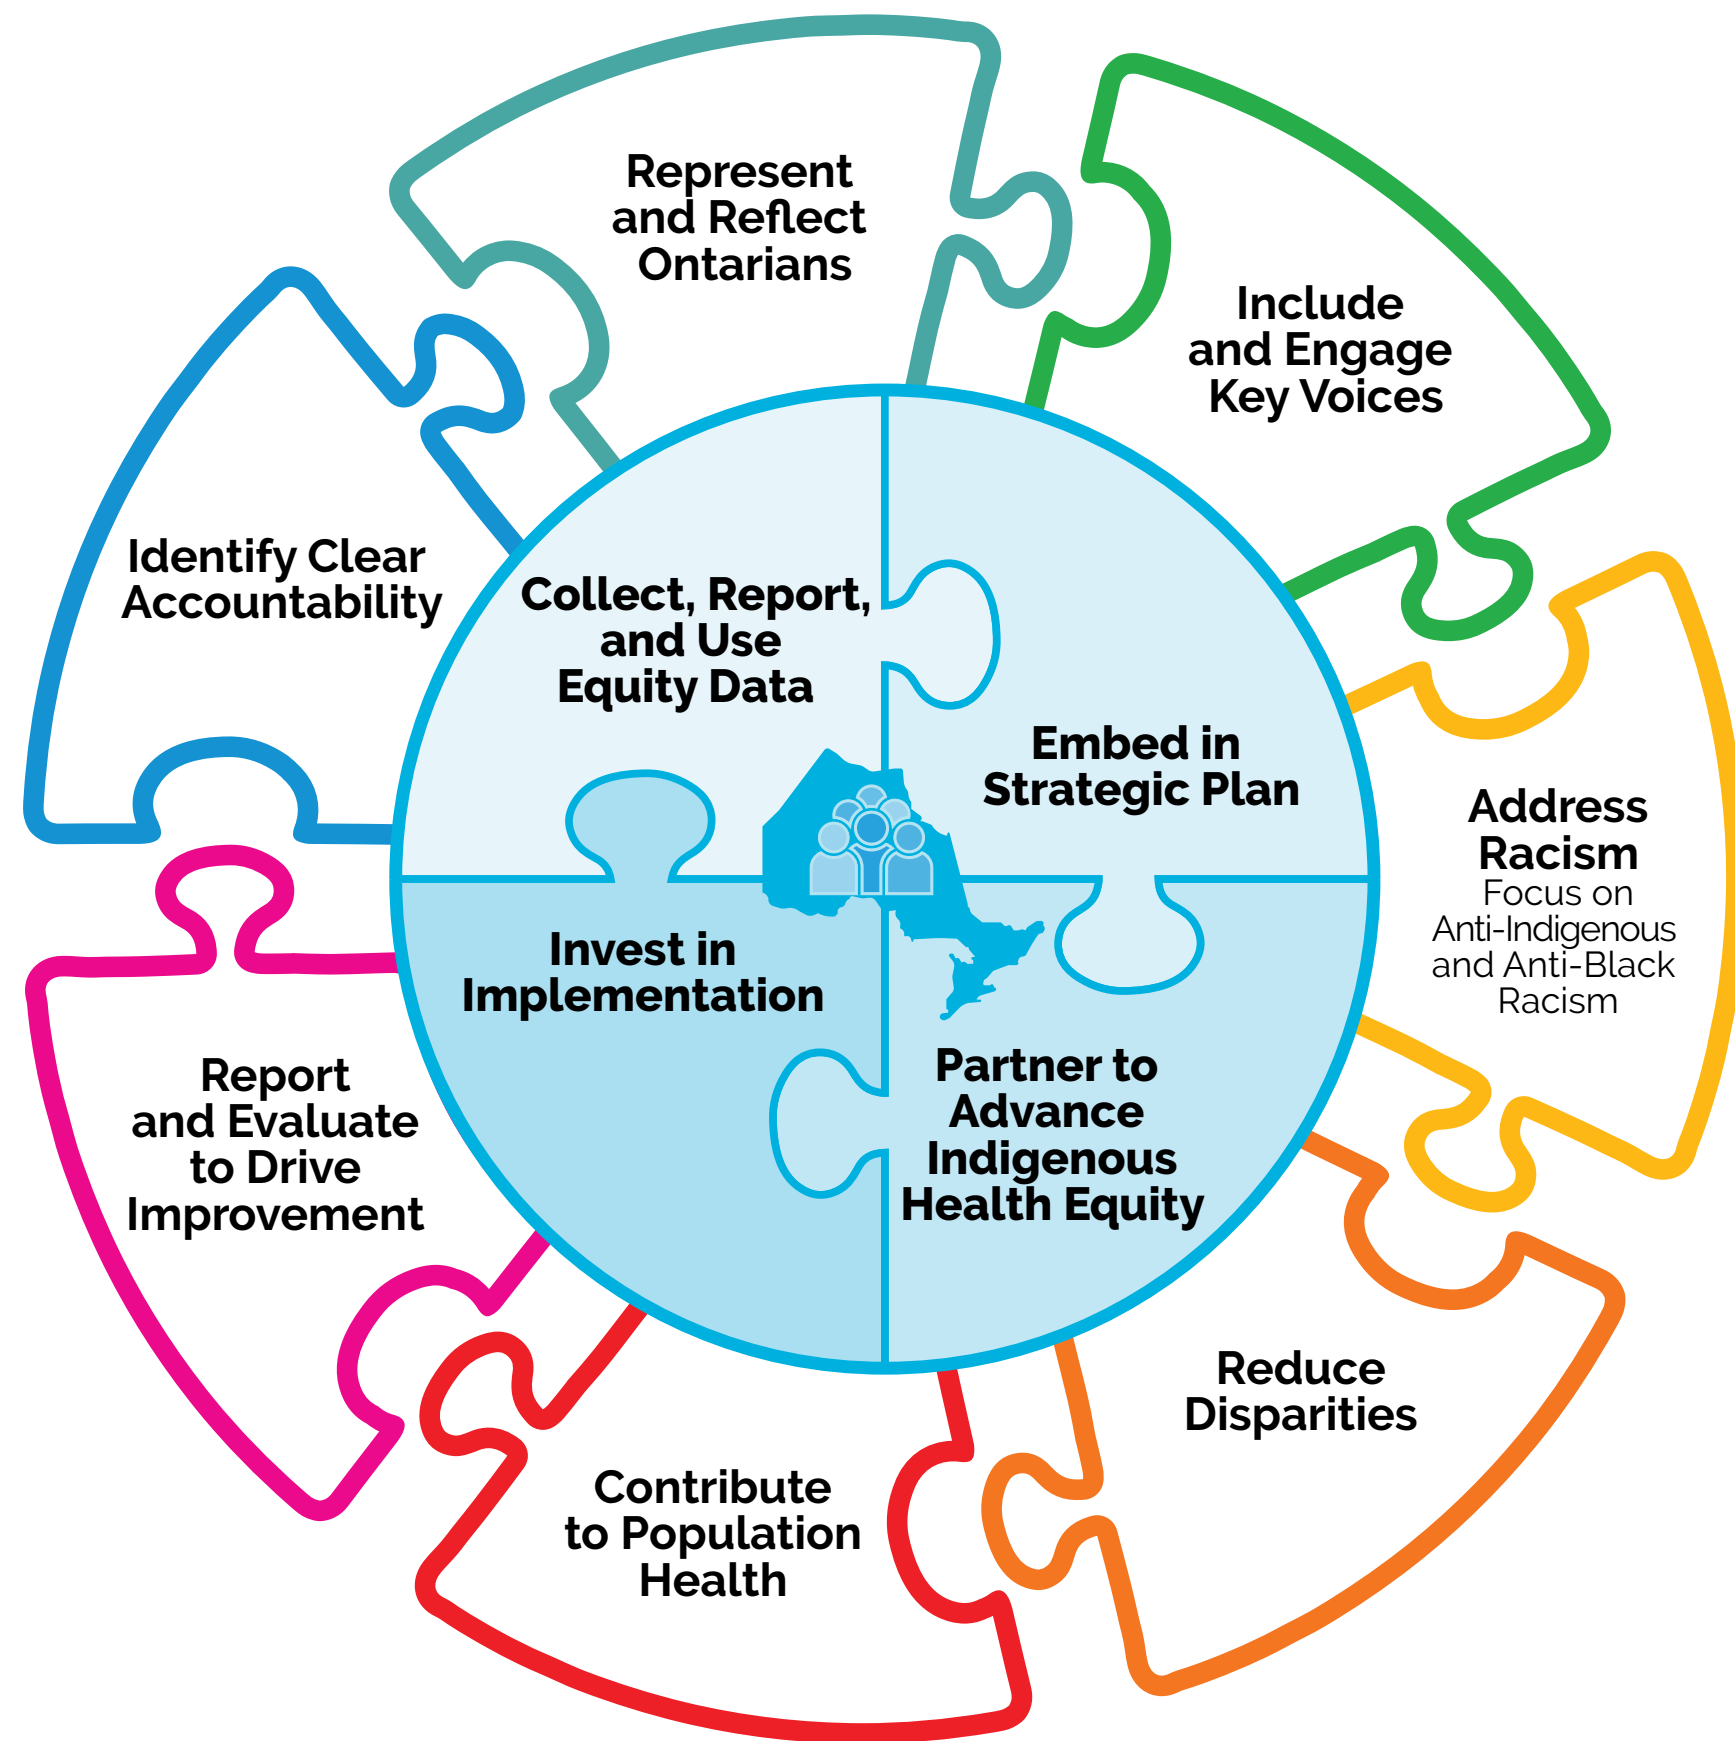 Represent
and Reflect
Ontarians
Include
and Engage
Key Voices
Identify Clear
Accountability
Collect, Report,
and Use
Equity Data
Embed in
Strategic Plan
Address
Racism
Focus on
Anti-Indigenous
and Anti-Black
Racism
Invest in
Implementation
Partner to
Advance
Indigenous
Health Equity
Report
and Evaluate
to Drive
Improvement
Reduce
Disparities
Contribute
to Population
Health